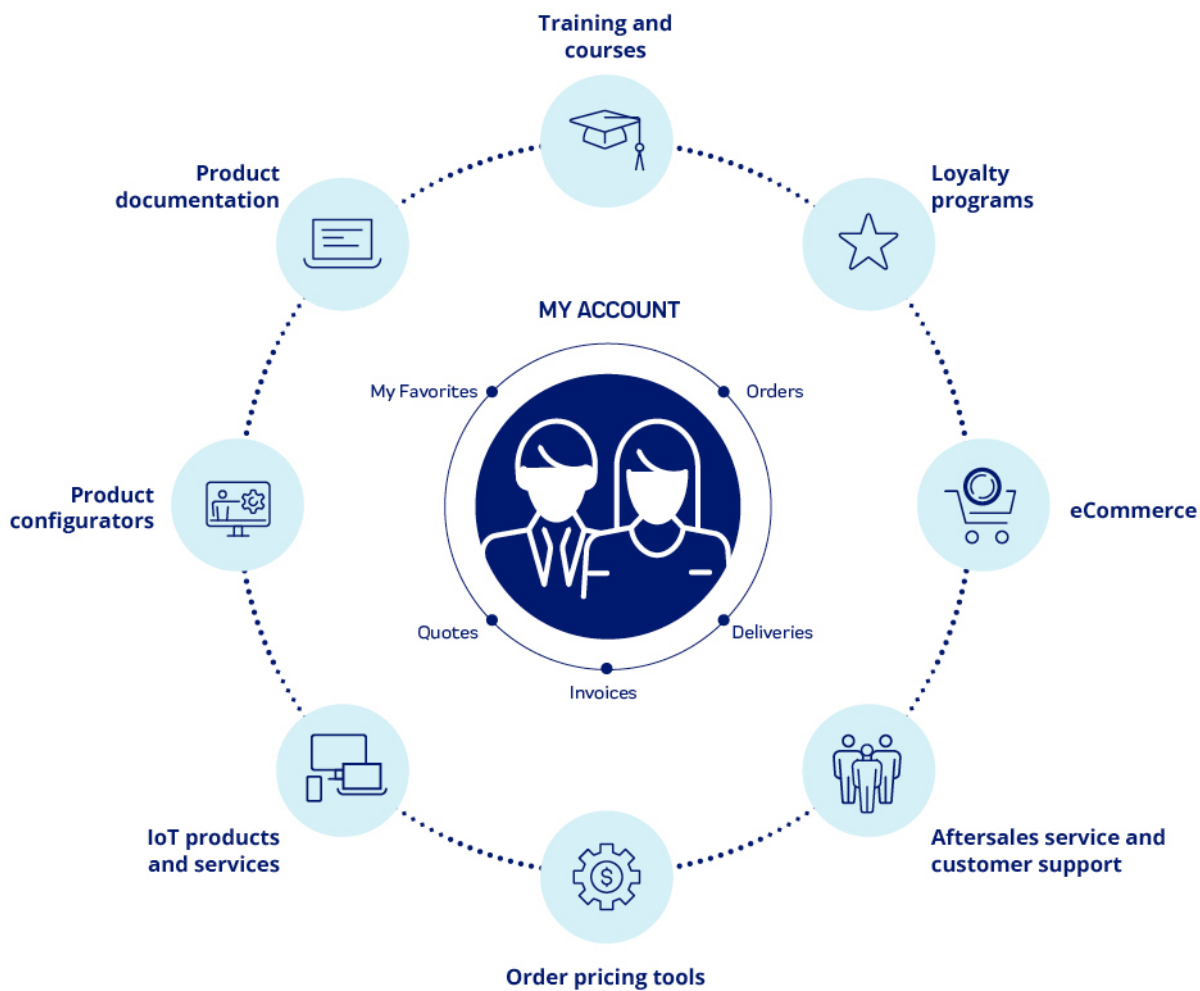 Training and
courses
Product
documentation
Loyalty
programs
MY ACCOUNT
My Favorites
Orders
Product
configurators
eCommerce
Quotes
Deliveries
Invoices
IoT products
and services
Aftersales service and
customer support
$
Order pricing tools